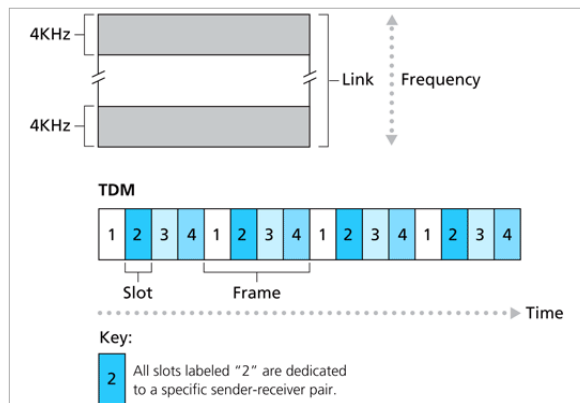 4KHz
Link
Frequency
4KHz
TDM
1 2 3 4 1 2 3 4 1 2 3 4 1 2 3 4
Slot
Frame
Time
Key:
2
All slots labeled “2” are dedicated
to a specific sender-receiver pair.